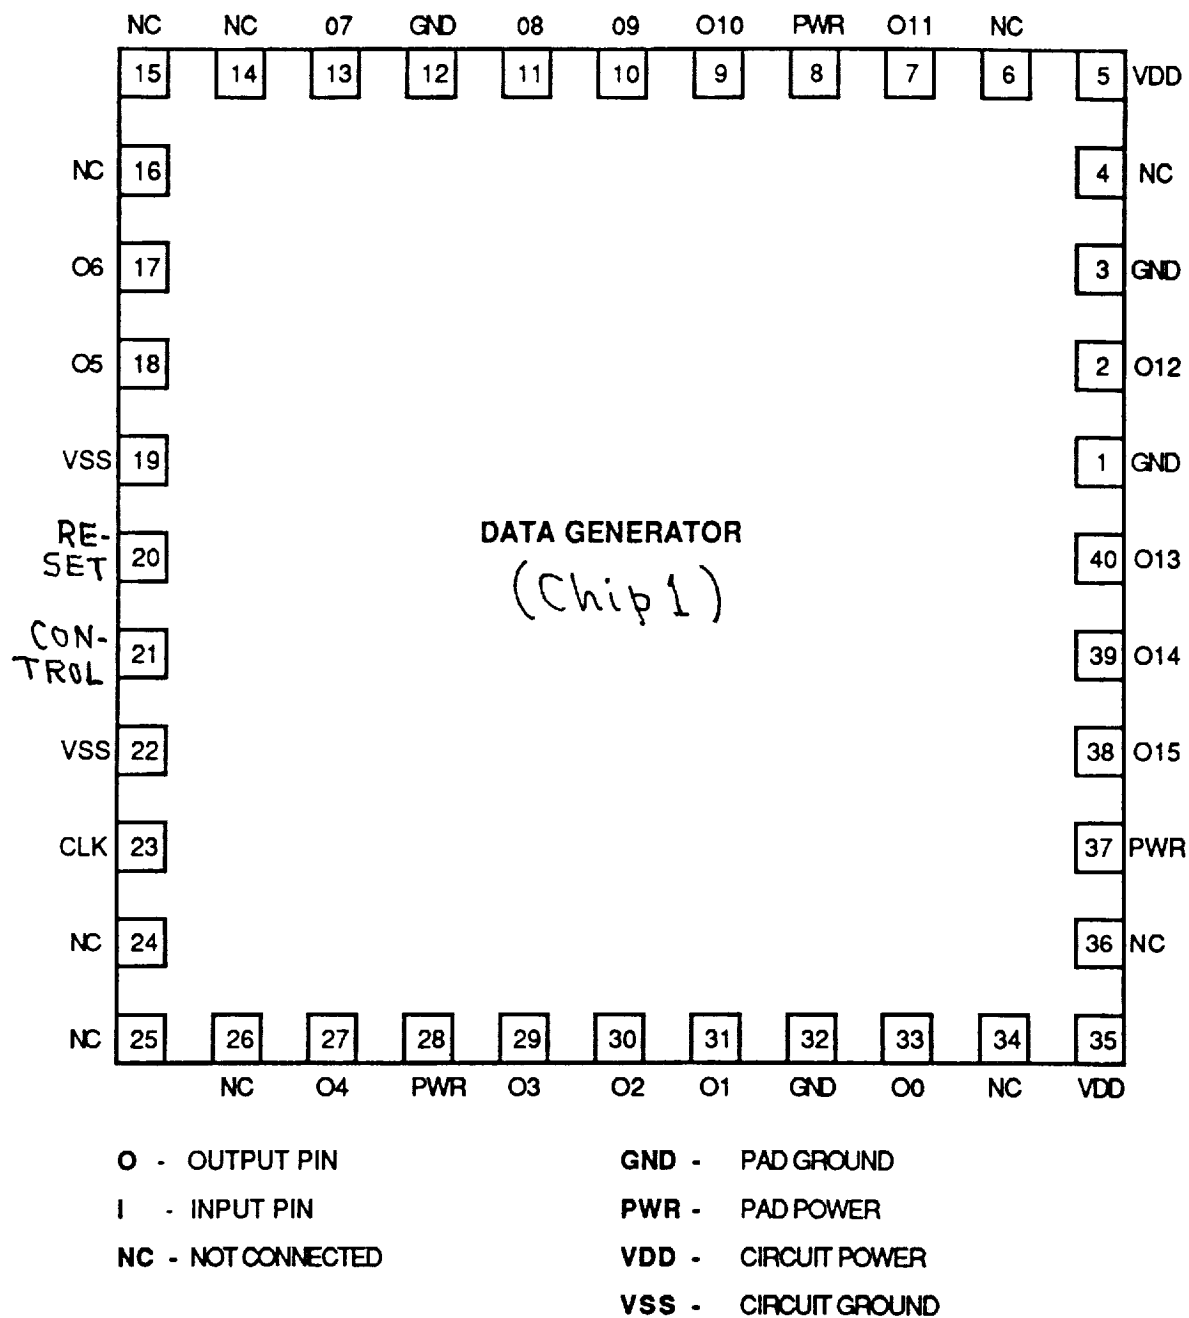 NC NC 07 GND 08 09 O10 PWR O11 NC
15 14 13 12 11 10 9 8 7 6 5 VDD
NC 16 4 NC
O6 17 3 GND
O5 18 2 O12
VSS 19 1 GND
RE-
SET 20 DATA GENERATOR 40 O13
(Chip 1)
CON-
TROL 21 39 O14
VSS 22 38 O15
CLK 23 37 PWR
NC 24 36 NC
NC 25 26 27 28 29 30 31 32 33 34 35
NC O4 PWR O3 O2 O1 GND O0 NC VDD
O - OUTPUT PIN GND - PAD GROUND
I - INPUT PIN PWR - PAD POWER
NC - NOT CONNECTED VDD - CIRCUIT POWER
VSS - CIRCUIT GROUND